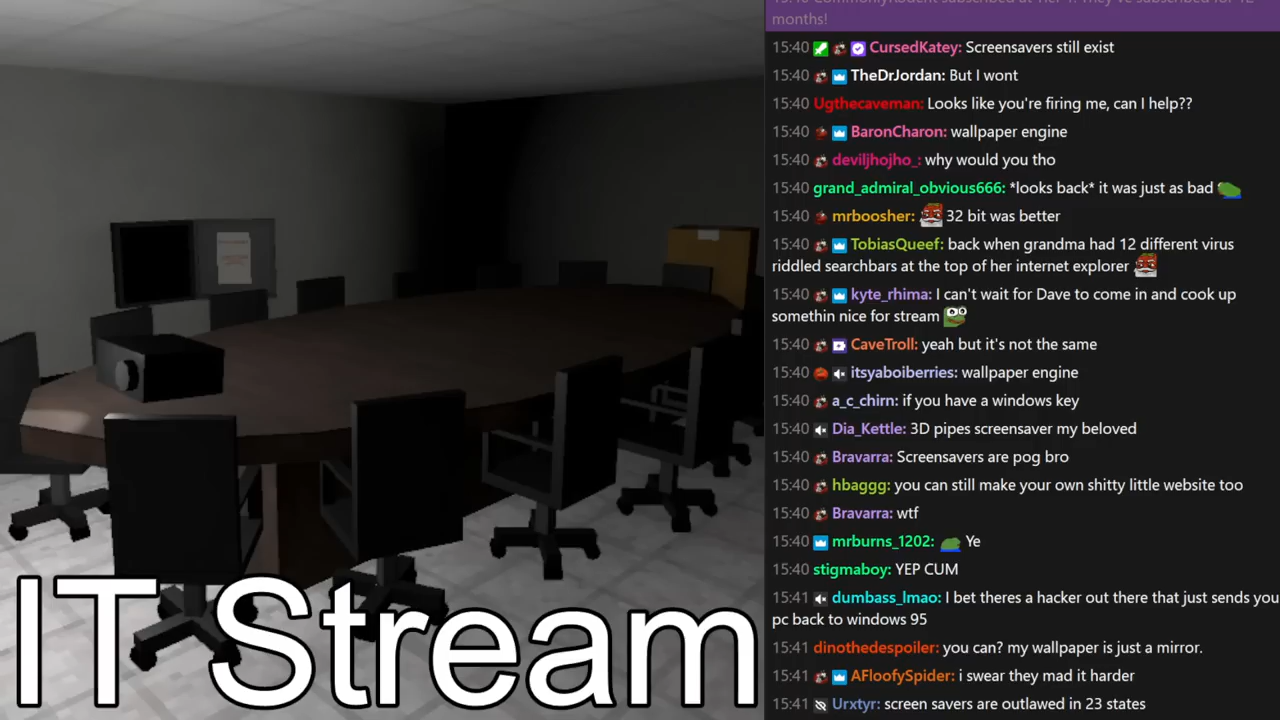 months!
15:40 CursedKatey: Screensavers still exist
15:40 TheDrJordan: But I wont
15:40 Ugthecaveman: Looks like you're firing me, can I help??
15:40 BaronCharon: wallpaper engine
15:40 deviljhojho_: why would you tho
15:40 grand_admiral_obvious666: *looks back* it was just as bad
15:40 mrboosher: 32 bit was better
15:40 TobiasQueef: back when grandma had 12 different virus
riddled searchbars at the top of her internet explorer
15:40 kyte_rhima: I can't wait for Dave to come in and cook up
somethin nice for stream
15:40 CaveTroll: yeah but it's not the same
15:40 itsyaboiberries: wallpaper engine
15:40 a_c_chirn: if you have a windows key
15:40 Dia_Kettle: 3D pipes screensaver my beloved
15:40 Bravarra: Screensavers are pog bro
15:40 hbaggg: you can still make your own shitty little website too
15:40 Bravarra: wtf
15:40 mrburns_1202: Ye
15:40 stigmaboy: YEP CUM
15:41 dumbass_lmao: I bet theres a hacker out there that just sends you
pc back to windows 95
15:41 dinothedespoiler: you can? my wallpaper is just a mirror.
15:41 AFloofySpider: i swear they mad it harder
15:41 Urxtyr: screen savers are outlawed in 23 states
IT Stream